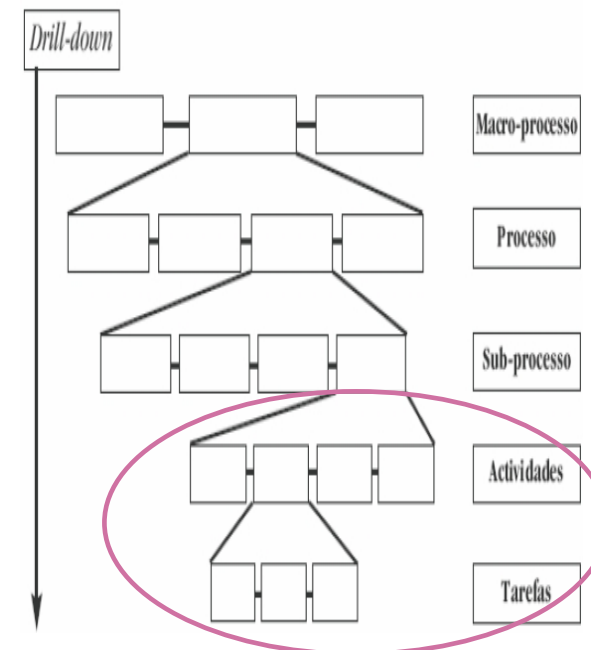 Drill-down
Macro-processo
Processo
Sub-processo
Actividades
Tarefas